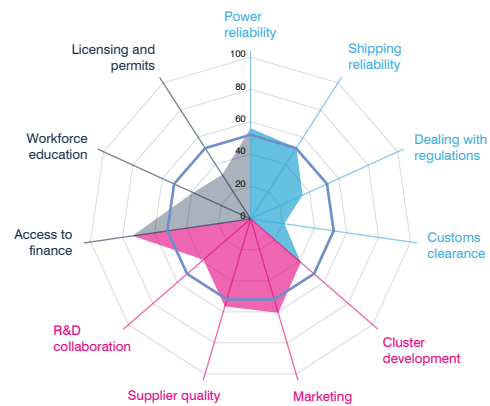 Power
reliability
Shipping
reliability
Dealing with
regulations
Customs
clearance
Cluster
development
Marketing
Supplier quality
R&D
collaboration
Access to
finance
Workforce
education
Licensing and
permits
100
80
60
40
20
0